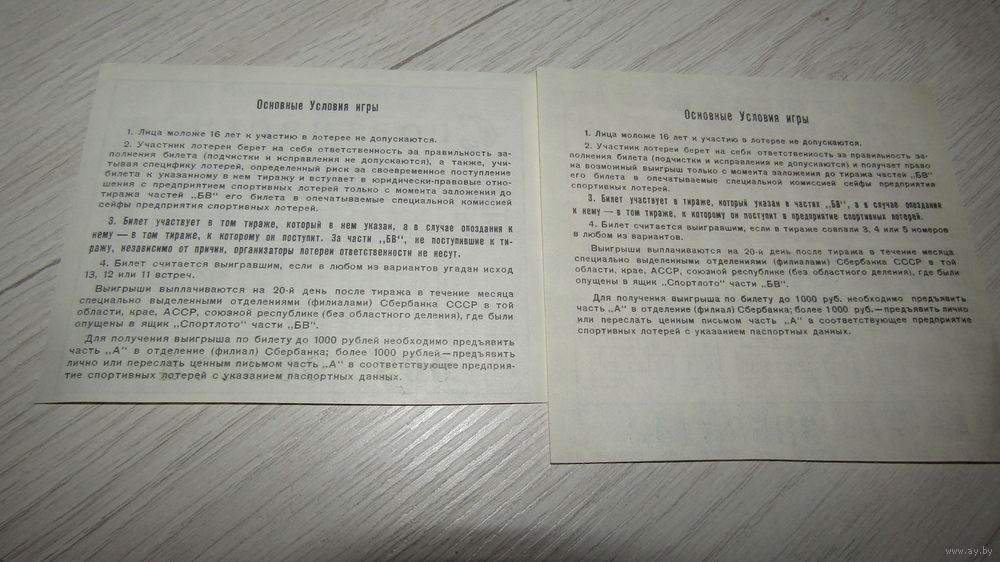 Основные Условия игры
1. Лица моложе 16 лет к участию в лотерее не допускаются.
2. Участник лотереи берет на себя ответственность за правильность за-
полнения билета (подчистки и исправления не допускаются), а также, учи-
тывая специфику лотерей, определенный риск за своевременное поступление
билета к указанному в нем тиражу и вступает в юридически-правовые отно-
шения с предприятием спортивных лотерей только с момента заложения до
тиража частей „БВ" его билета в опечатываемые специальной комиссией
сейфы предприятия спортивных лотерей.
3. Билет участвует в том тираже, который в нем указан, а в случае опоздания к
нему — в том тираже, к которому он поступит. За части „БВ", не поступившие к ти-
ражу, независимо от причин, организаторы лотереи ответственности не несут.
4. Билет считается выигравшим, если в любом из вариантов угадан исход
13, 12 или 11 встреч.
Выигрыши выплачиваются на 20-й день после тиража в течение месяца
специально выделенными отделениями (филиалами) Сбербанка СССР в той
области, крае, АССР, союзной республике (без областного деления), где были
опущены в ящик „Спортлото" части „БВ".
Для получения выигрыша по билету до 1000 рублей необходимо предъявить
часть „А" в отделение (филиал) Сбербанка; более 1000 рублей — предъявить
лично или переслать ценным письмом часть „А" в соответствующее предприя-
тие спортивных лотерей с указанием паспортных данных.
Основные Условия игры
1. Лица моложе 16 лет к участию в лотерее не допускаются.
2. Участник лотереи берет на себя ответственность за правильность за-
полнения билета (подчистки и исправления не допускаются) и получает право
на возможный выигрыш только с момента заложения до тиража частей „БВ"
его билета в опечатываемые специальной комиссией сейфы предприятия
спортивных лотерей.
3. Билет участвует в тираже, который указан в частях „БВ", а в случае опоздания
к нему — в том тираже, к которому он поступит в предприятие спортивных лотерей.
4. Билет считается выигравшим, если в тираже совпали 3, 4 или 5 номеров
в любом из вариантов.
Выигрыши выплачиваются на 20-й день после тиража в течение месяца
специально выделенными отделениями (филиалами) Сбербанка СССР в той
области, крае, АССР, союзной республике (без областного деления), где были
опущены в ящик „Спортлото" части „БВ".
Для получения выигрыша по билету до 1000 руб. необходимо предъявить
часть „А" в отделение (филиал) Сбербанка; более 1000 руб. — предъявить лично
или переслать ценным письмом часть „А" в соответствующее предприятие
спортивных лотерей с указанием паспортных данных.
www.ay.by